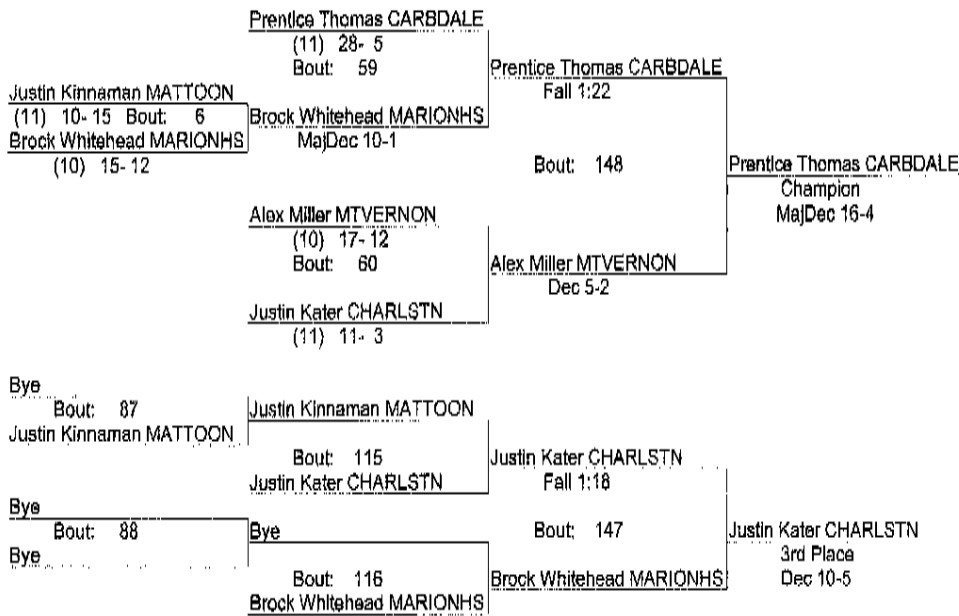 Prentice Thomas CARBDALE
(11) 28- 5
Bout: 59
Prentice Thomas CARBDALE
Fall 1:22
Justin Kinnaman MATTOON
(11) 10- 15 Bout: 6
Brock Whitehead MARIONHS
(10) 15- 12
Brock Whitehead MARIONHS
MajDec 10-1
Bout: 148
Prentice Thomas CARBDALE
Champion
MajDec 16-4
Alex Miller MTVERNON
(10) 17- 12
Bout: 60
Alex Miller MTVERNON
Dec 5-2
Justin Kater CHARLSTN
(11) 11- 3
Bye
Bout: 87
Justin Kinnaman MATTOON
Justin Kinnaman MATTOON
Bout: 115
Justin Kater CHARLSTN
Justin Kater CHARLSTN
Fall 1:18
Bye
Bout: 88
Bye
Bye
Bout: 147
Justin Kater CHARLSTN
3rd Place
Dec 10-5
Bout: 116
Brock Whitehead MARIONHS
Brock Whitehead MARIONHS